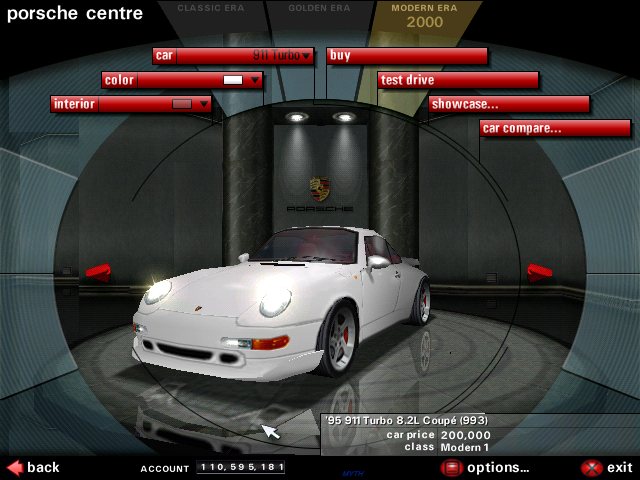 porsche centre
CLASSIC ERA
GOLDEN ERA
MODERN ERA
2000
car 911 Turbo
buy
color
test drive
interior
showcase...
car compare...
PORSCHE
'95 911 Turbo 8.2L Coupé (993)
car price 200,000
class Modern 1
back
ACCOUNT 110,595,181
MYTH
options...
exit